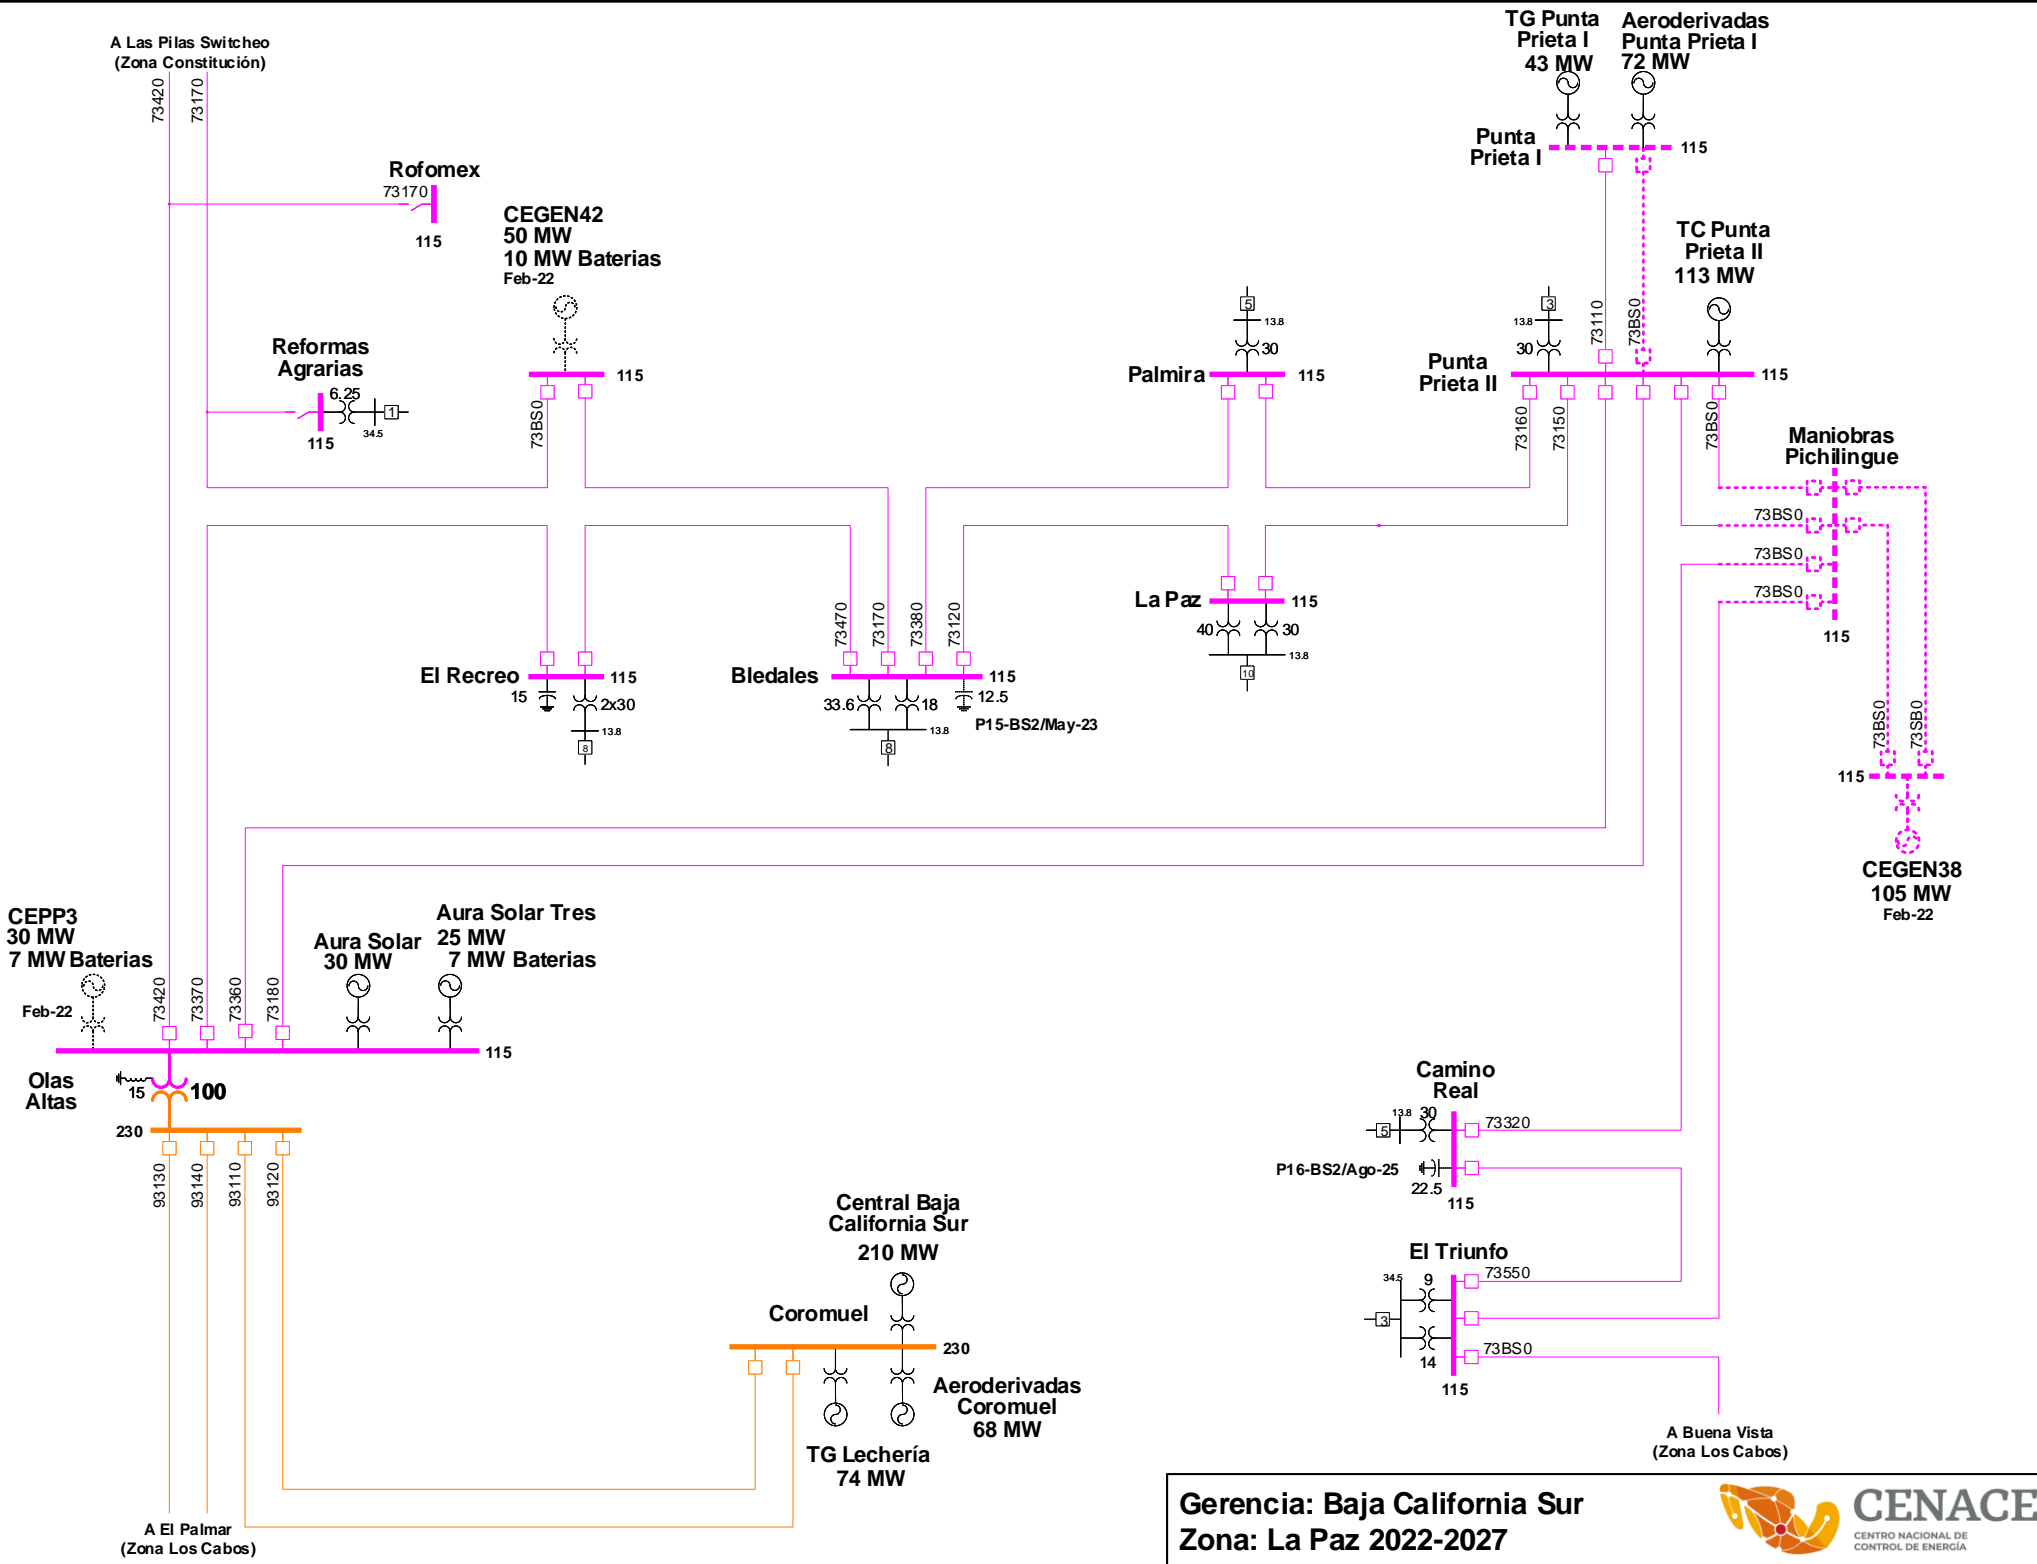 A Las Pilas Switcheo
(Zona Constitución)
73420
73170
Rofomex
73170
115
CEGEN42
50 MW
10 MW Baterias
Feb-22
115
73BS0
Reformas
Agrarias
6.25
1
34.5
115
TG Punta
Prieta I
43 MW
Aeroderivadas
Punta Prieta I
72 MW
Punta
Prieta I
115
73110
73BS0
TC Punta
Prieta II
113 MW
5
13.8
30
Palmira
115
3
13.8
30
Punta
Prieta II
115
73160
73150
73BS0
Maniobras
Pichilingue
73BS0
73BS0
73BS0
115
73BS0
73SB0
115
CEGEN38
105 MW
Feb-22
La Paz
115
40
30
13.8
10
El Recreo
115
15
2x30
13.8
8
73470
73170
73380
73120
Bledales
115
33.6
18
12.5
13.8
8
P15-BS2/May-23
CEPP3
30 MW
7 MW Baterias
Feb-22
73420
73370
73360
73180
Aura Solar
30 MW
Aura Solar Tres
25 MW
7 MW Baterias
115
Olas
Altas
15
100
230
93130
93140
93110
93120
Central Baja
California Sur
210 MW
Coromuel
230
Aeroderivadas
Coromuel
68 MW
TG Lechería
74 MW
Camino
Real
13.8
30
5
73320
P16-BS2/Ago-25
22.5
115
El Triunfo
34.5
9
73550
3
14
73BS0
115
A Buena Vista
(Zona Los Cabos)
A El Palmar
(Zona Los Cabos)
Gerencia: Baja California Sur
Zona: La Paz 2022-2027
CENACE
CENTRO NACIONAL DE
CONTROL DE ENERGÍA